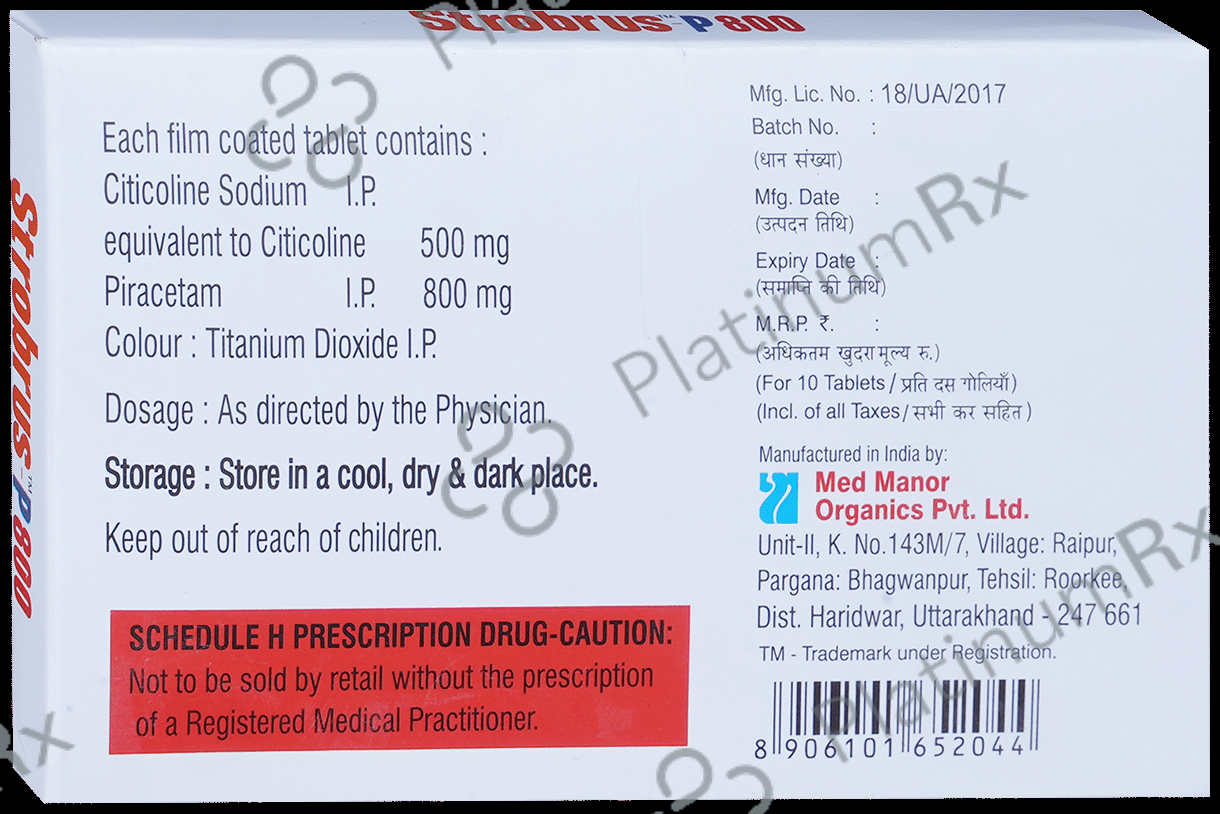 Strobrus™-P800
Strobrus™-P800
Each film coated tablet contains :
Citicoline Sodium I.P.
equivalent to Citicoline 500 mg
Piracetam I.P. 800 mg
Colour : Titanium Dioxide I.P.
Dosage : As directed by the Physician.
Storage : Store in a cool, dry & dark place.
Keep out of reach of children.
SCHEDULE H PRESCRIPTION DRUG-CAUTION:
Not to be sold by retail without the prescription
of a Registered Medical Practitioner.
Mfg. Lic. No. : 18/UA/2017
Batch No. :
(धान संख्या)
Mfg. Date :
(उत्पदन तिथि)
Expiry Date :
(समाप्ति की तिथि)
M.R.P. ₹. :
(अधिकतम खुदरा मूल्य रु.)
(For 10 Tablets / प्रति दस गोलियाँ)
(Incl. of all Taxes / सभी कर सहित )
Manufactured in India by:
Med Manor
Organics Pvt. Ltd.
Unit-II, K. No.143M/7, Village: Raipur,
Pargana: Bhagwanpur, Tehsil: Roorkee,
Dist. Haridwar, Uttarakhand - 247 661
TM - Trademark under Registration.
8 906101 652044
PlatinumRx
PlatinumRx
Platin
Rx